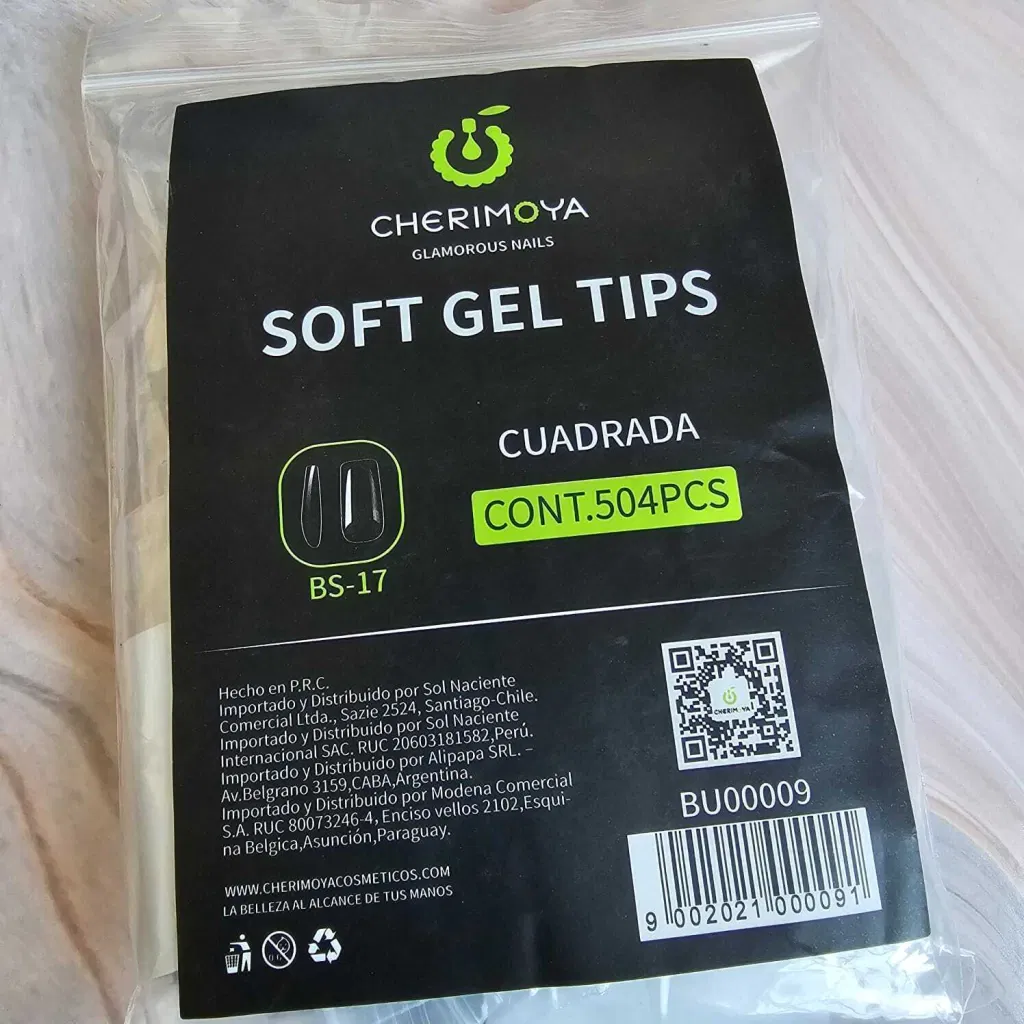 CHERIMOYA
GLAMOROUS NAILS
SOFT GEL TIPS
CUADRADA
CONT.504PCS
BS-17
Hecho en P.R.C.
Importado y Distribuido por Sol Naciente
Comercial Ltda., Sazie 2524, Santiago-Chile.
Importado y Distribuido por Sol Naciente
Internacional SAC. RUC 20603181582,Perú.
Importado y Distribuido por Alipapa SRL. –
Av.Belgrano 3159,CABA,Argentina.
Importado y Distribuido por Modena Comercial
S.A. RUC 80073246-4, Enciso vellos 2102,Esqui-
na Belgica,Asunción,Paraguay.
WWW.CHERIMOYACOSMETICOS.COM
LA BELLEZA AL ALCANCE DE TUS MANOS
CHERIMOYA
BU00009
9 002021 000091